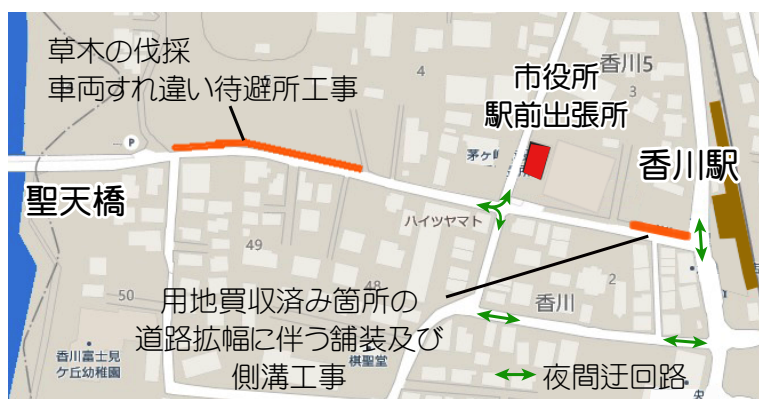 草木の伐採
車両すれ違い待避所工事
4
香川5
3
市役所
駅前出張所
P
茅ケ
香川駅
聖天橋
ハイツヤマト
49
48
2
50
用地買収済み箇所の
香川
道路拡幅に伴う舗装及び
香川富士見
ケ丘幼稚園
棋聖堂
側溝工事
夜間迂回路